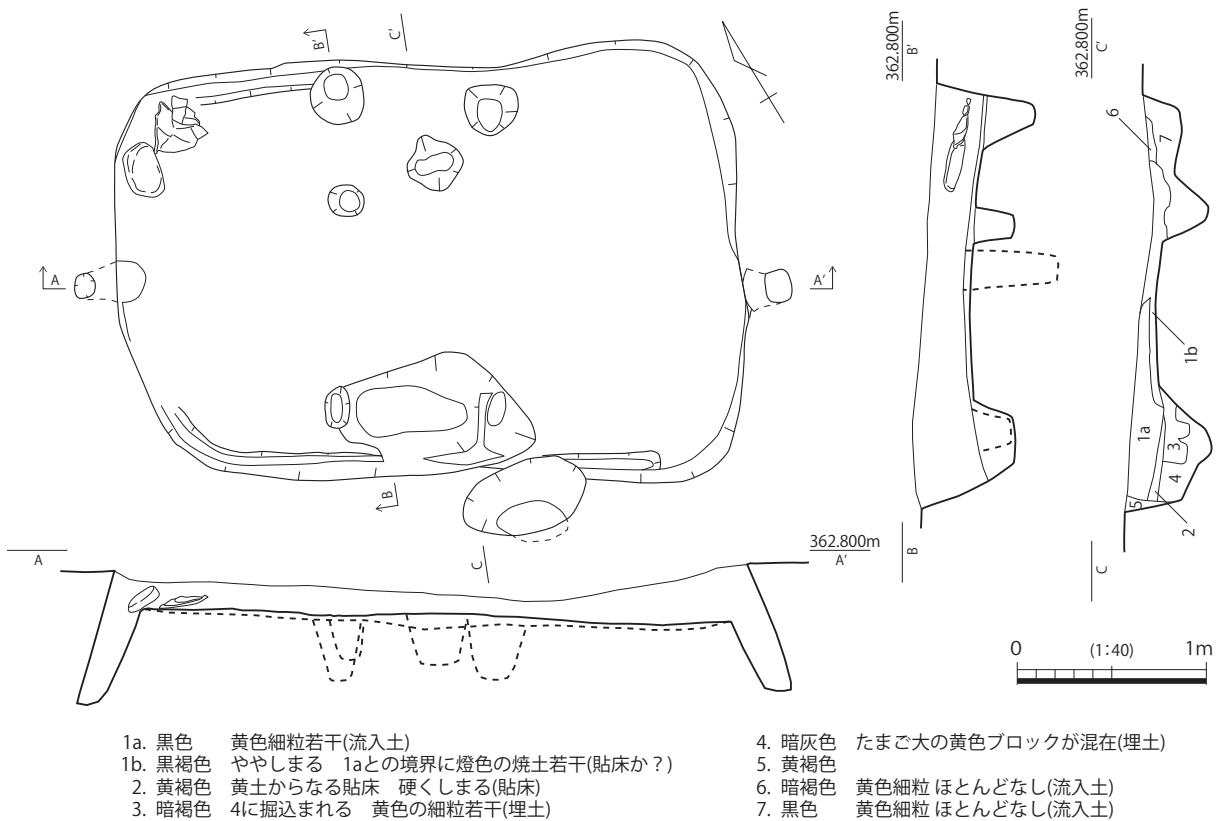 B'
C'
A
A'
B
C
362.800m
A
A'
362.800m
B'
B
362.800m
C'
6
7
1b
1a
3
4
5
2
C
0 (1:40) 1m
1a. 黒色 黄色細粒若干(流入土)
1b. 黒褐色 ややしまる 1aとの境界に燈色の焼土若干(貼床か？)
2. 黄褐色 黄土からなる貼床 硬くしまる(貼床)
3. 暗褐色 4に掘込まれる 黄色の細粒若干(埋土)
4. 暗灰色 たまご大の黄色ブロックが混在(埋土)
5. 黄褐色
6. 暗褐色 黄色細粒 ほとんどなし(流入土)
7. 黒色 黄色細粒 ほとんどなし(流入土)